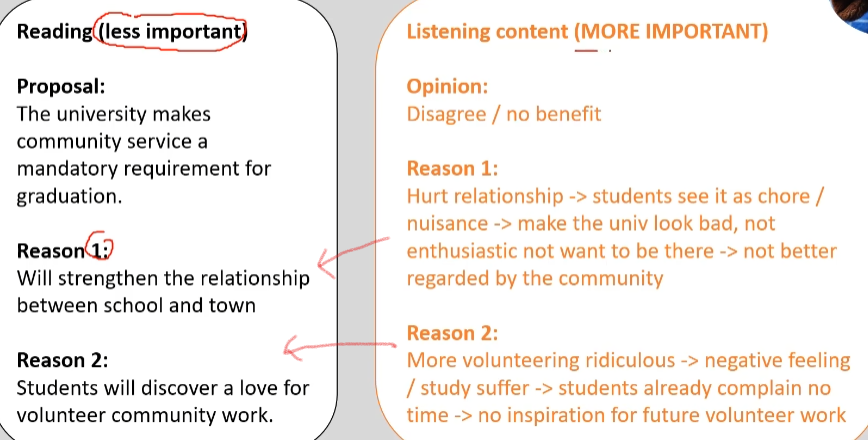 Reading (less important)
Proposal:
The university makes
community service a
mandatory requirement for
graduation.
Reason 1:
Will strengthen the relationship
between school and town
Reason 2:
Students will discover a love for
volunteer community work.
Listening content (MORE IMPORTANT)
Opinion:
Disagree / no benefit
Reason 1:
Hurt relationship -> students see it as chore /
nuisance -> make the univ look bad, not
enthusiastic not want to be there -> not better
regarded by the community
Reason 2:
More volunteering ridiculous -> negative feeling
/ study suffer -> students already complain no
time -> no inspiration for future volunteer work